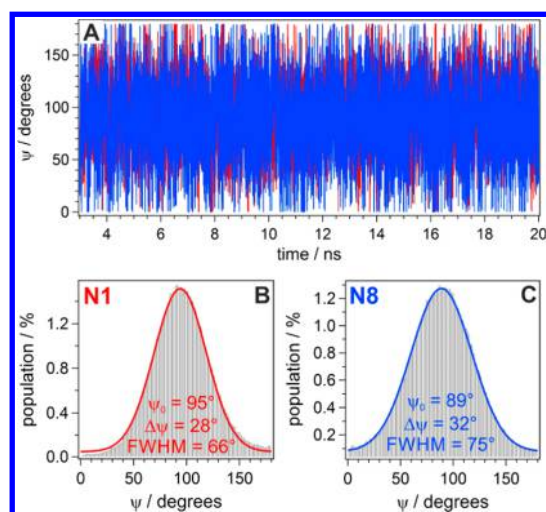 A
ψ / degrees
150
100
50
0
4 6 8 10 12 14 16 18 20
time / ns
N1 B
population / %
1.2
0.8
0.4
0.0
ψ₀ = 95°
Δψ = 28°
FWHM = 66°
0 50 100 150
ψ / degrees
N8 C
population / %
1.2
1.0
0.8
0.6
0.4
0.2
ψ₀ = 89°
Δψ = 32°
FWHM = 75°
0 50 100 150
ψ / degrees